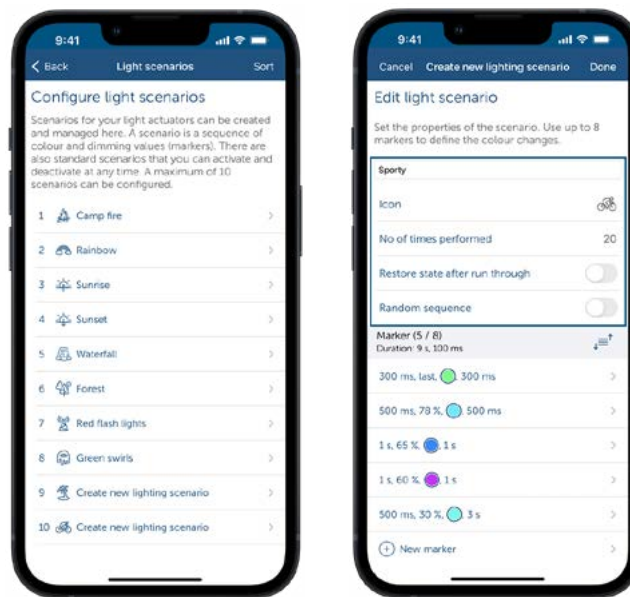 9:41
Back Light scenarios Sort
Configure light scenarios
Scenarios for your light actuators can be created
and managed here. A scenario is a sequence of
colour and dimming values (markers). There are
also standard scenarios that you can activate and
deactivate at any time. A maximum of 10
scenarios can be configured.
1 Camp fire
2 Rainbow
3 Sunrise
4 Sunset
5 Waterfall
6 Forest
7 Red flash lights
8 Green swirls
9 Create new lighting scenario
10 Create new lighting scenario
9:41
Cancel Create new lighting scenario Done
Edit light scenario
Set the properties of the scenario. Use up to 8
markers to define the colour changes.
Sporty
Icon
No of times performed 20
Restore state after run through
Random sequence
Marker (5 / 8)
Duration: 9 s, 100 ms
300 ms, last, 300 ms
500 ms, 78 %, 500 ms
1 s, 65 %, 1 s
1 s, 60 %, 1 s
500 ms, 30 %, 3 s
New marker